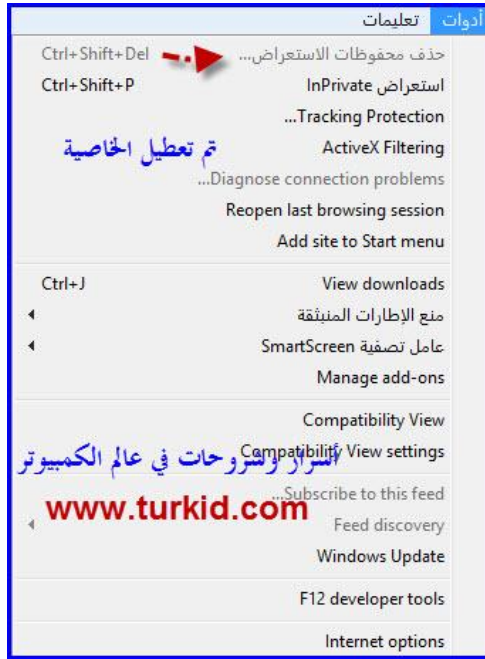 أدوات تعليمات
حذف محفوظات الاستعراض... Ctrl+Shift+Del
استعراض InPrivate Ctrl+Shift+P
Tracking Protection...
ActiveX Filtering
تم تعطيل الخاصية
Diagnose connection problems...
Reopen last browsing session
Add site to Start menu
View downloads Ctrl+J
منع الإطارات المنبثقة
عامل تصفية SmartScreen
Manage add-ons
Compatibility View
Compatibility View settings
أسرار وشروحات في عالم الكمبيوتر
Subscribe to this feed...
www.turkid.com
Feed discovery
Windows Update
F12 developer tools
Internet options